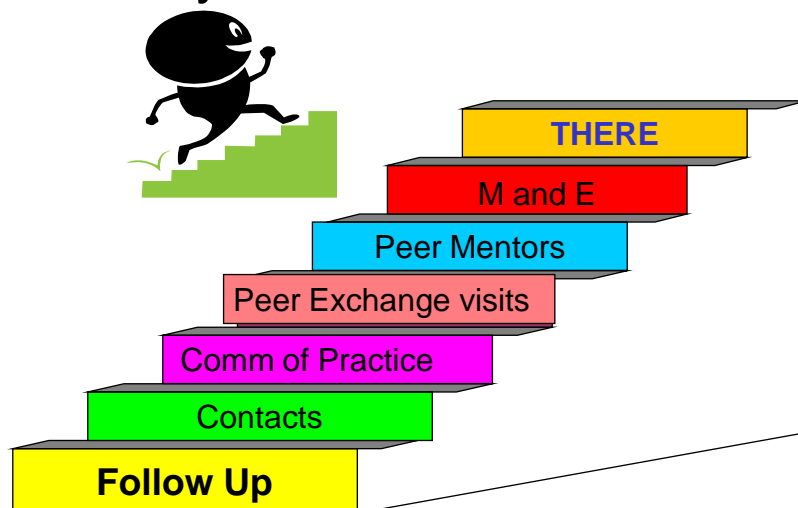 THERE
M and E
Peer Mentors
Peer Exchange visits
Comm of Practice
Contacts
Follow Up